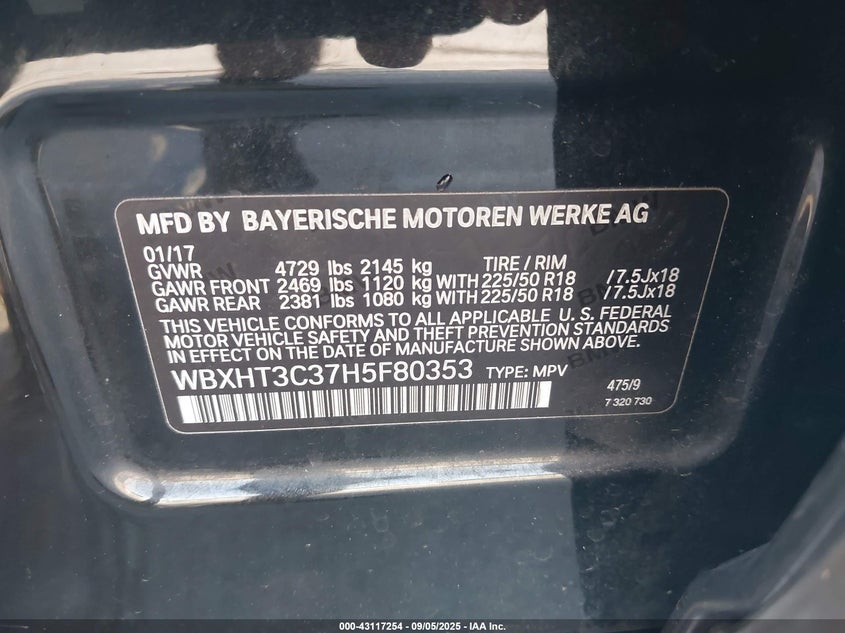 MFD BY BAYERISCHE MOTOREN WERKE AG
01/17
GVWR 4729 lbs 2145 kg TIRE / RIM
GAWR FRONT 2469 lbs 1120 kg WITH 225/50 R18 /7.5Jx18
GAWR REAR 2381 lbs 1080 kg WITH 225/50 R18 /7.5Jx18
THIS VEHICLE CONFORMS TO ALL APPLICABLE U. S. FEDERAL
MOTOR VEHICLE SAFETY AND THEFT PREVENTION STANDARDS
IN EFFECT ON THE DATE OF MANUFACTURE SHOWN ABOVE.
WBXHT3C37H5F80353 TYPE: MPV
475/9
7 320 730
000-43117254 - 09/05/2025 - IAA Inc.